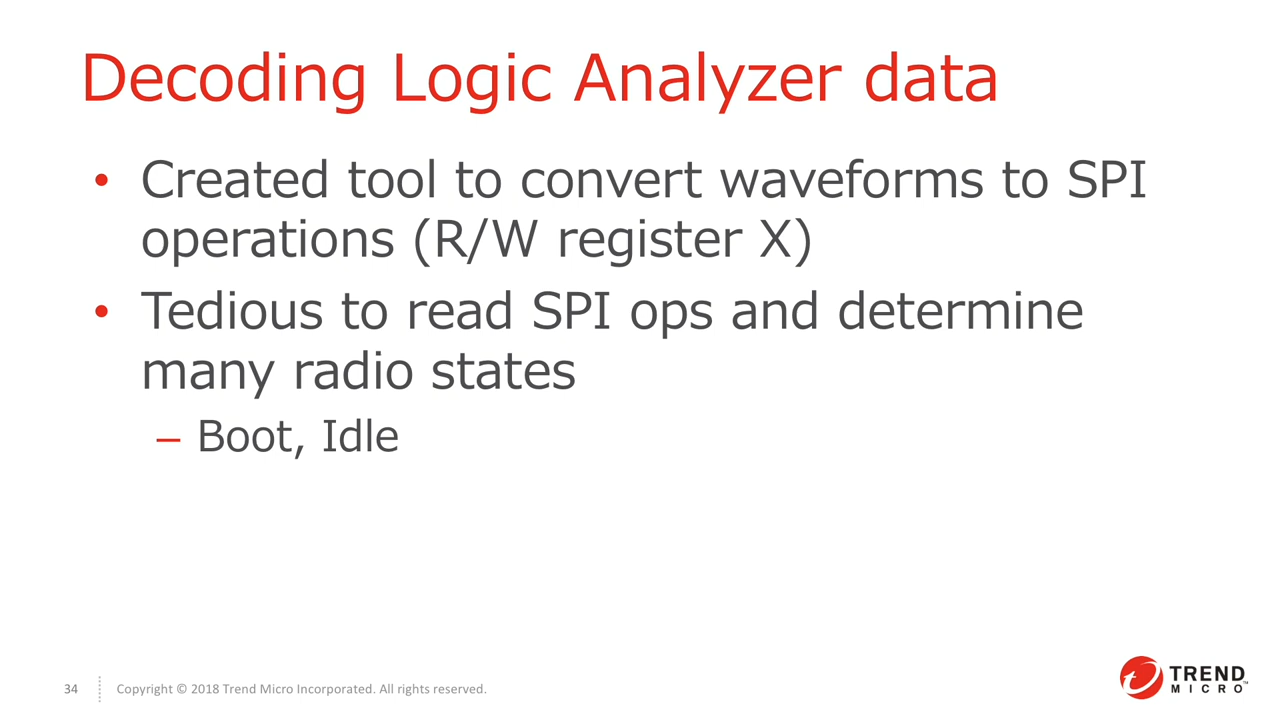 Decoding Logic Analyzer data
• Created tool to convert waveforms to SPI
operations (R/W register X)
• Tedious to read SPI ops and determine
many radio states
– Boot, Idle
34
Copyright © 2018 Trend Micro Incorporated. All rights reserved.
TREND
MICRO™